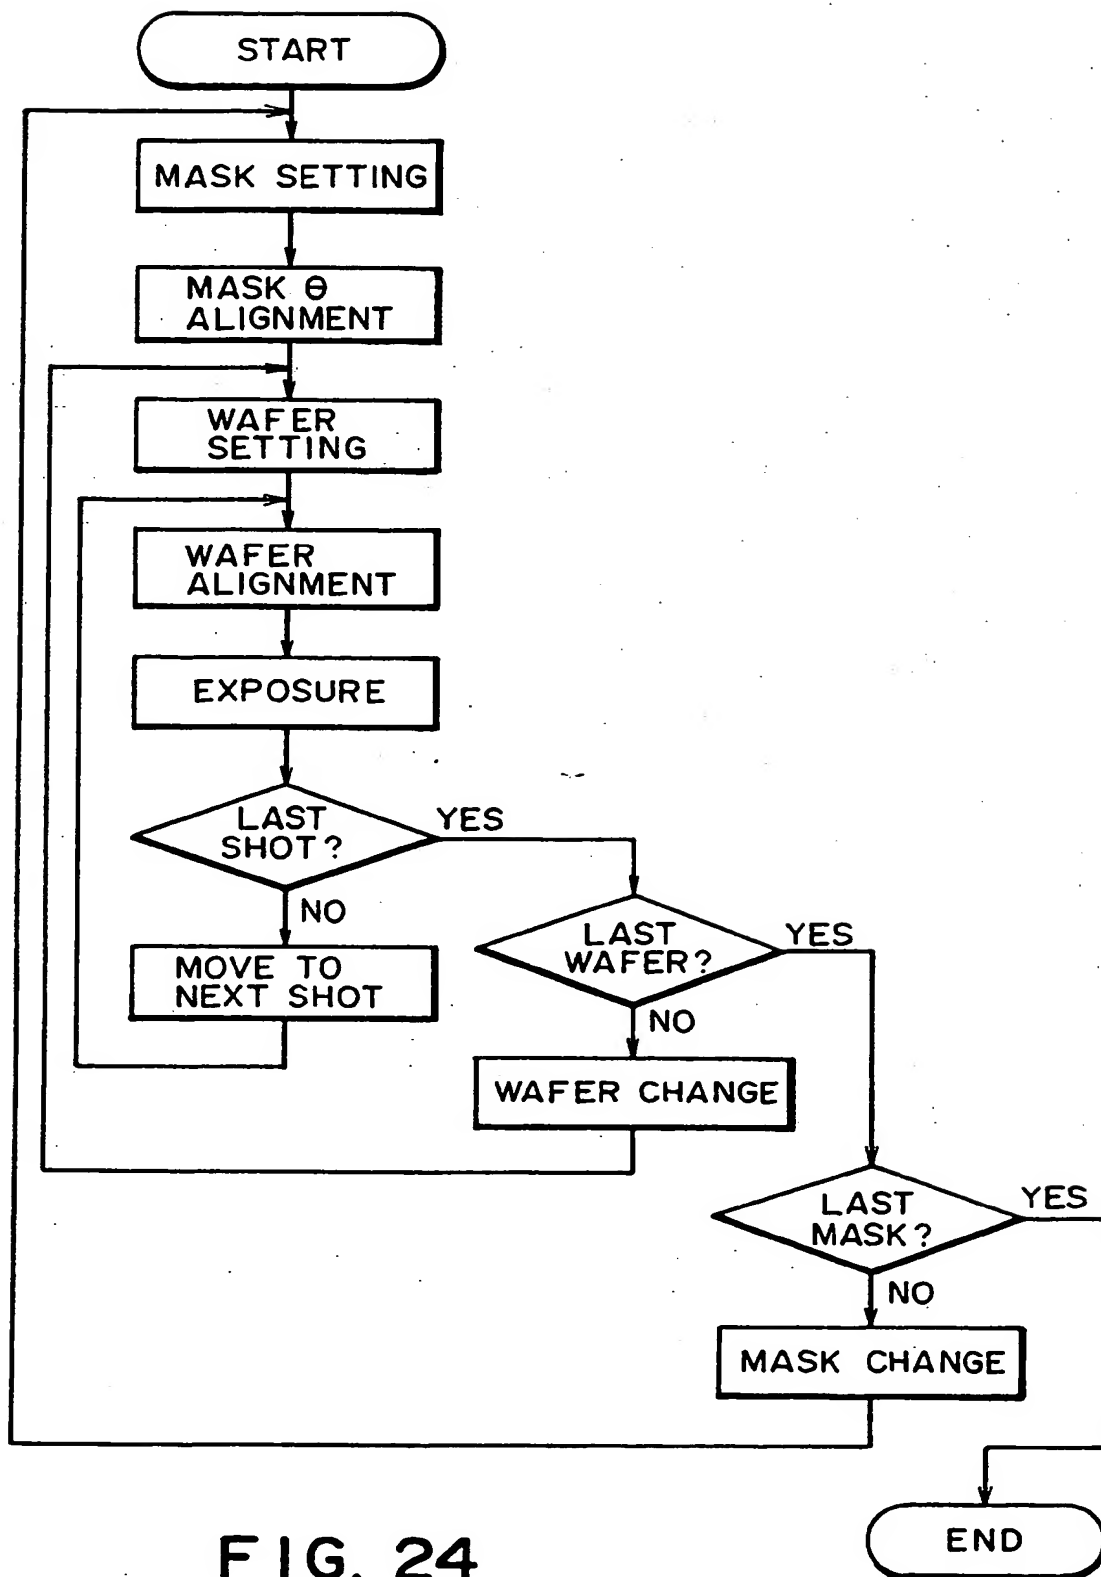 START
MASK SETTING
MASK Θ
ALIGNMENT
WAFER
SETTING
WAFER
ALIGNMENT
EXPOSURE
LAST
SHOT?
YES
NO
MOVE TO
NEXT SHOT
LAST
WAFER?
YES
NO
WAFER CHANGE
LAST
MASK?
YES
NO
MASK CHANGE
END
FIG. 24